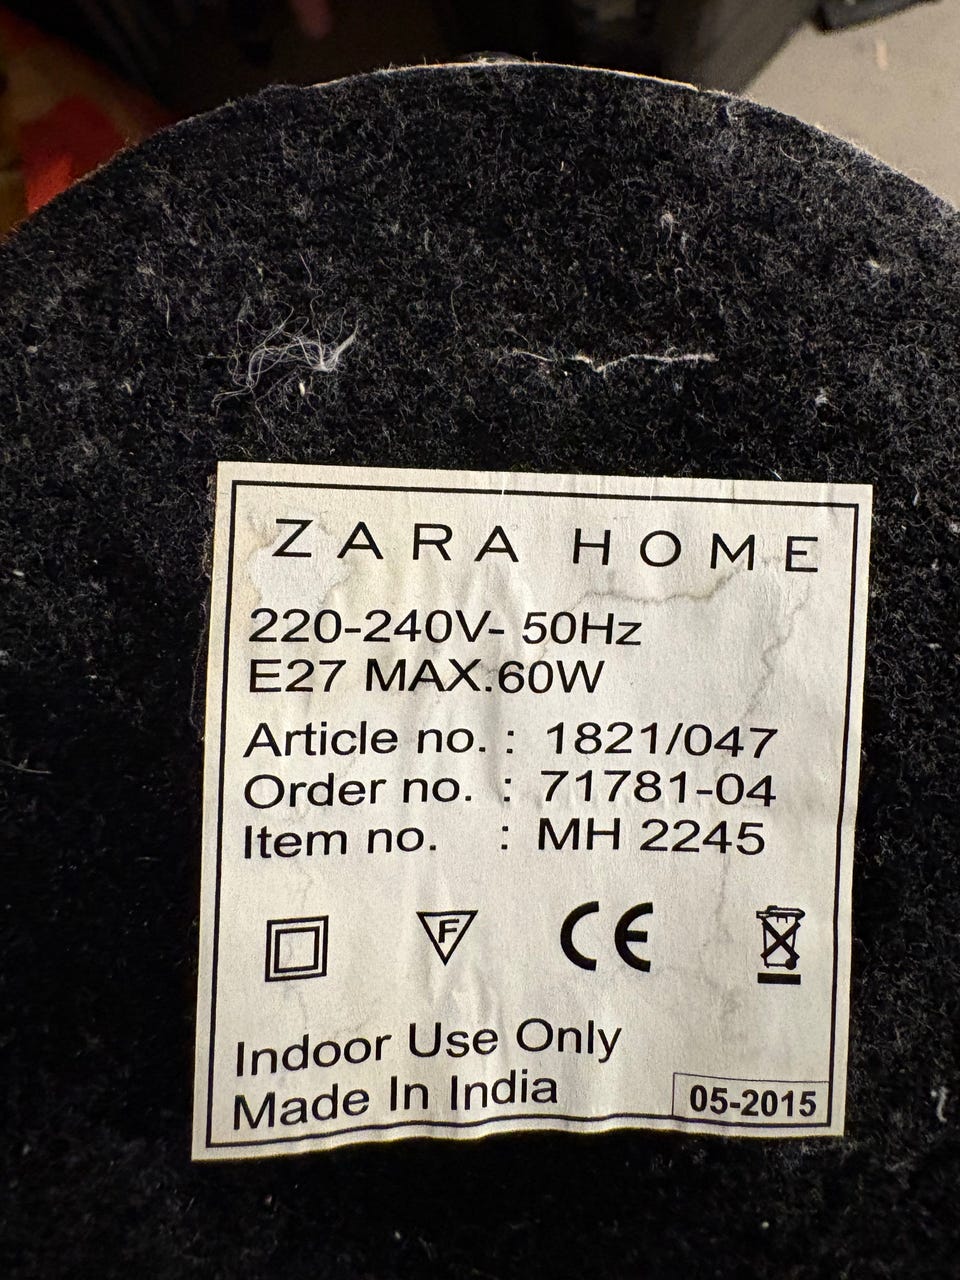 ZARA HOME
220-240V- 50Hz
E27 MAX.60W
Article no. : 1821/047
Order no. : 71781-04
Item no. : MH 2245
F
CE
Indoor Use Only
Made In India
05-2015